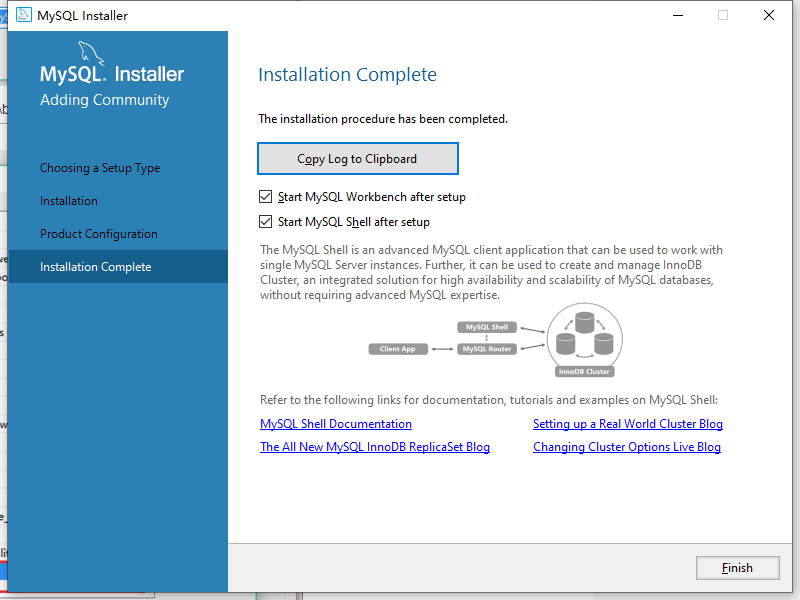 MySQL Installer
MySQL Installer
Adding Community
Choosing a Setup Type
Installation
Product Configuration
Installation Complete
Installation Complete
The installation procedure has been completed.
Copy Log to Clipboard
Start MySQL Workbench after setup
Start MySQL Shell after setup
The MySQL Shell is an advanced MySQL client application that can be used to work with
single MySQL Server instances. Further, it can be used to create and manage InnoDB
Cluster, an integrated solution for high availability and scalability of MySQL databases,
without requiring advanced MySQL expertise.
MySQL Shell
Client App
MySQL Router
InnoDB Cluster
Refer to the following links for documentation, tutorials and examples on MySQL Shell:
MySQL Shell Documentation
Setting up a Real World Cluster Blog
The All New MySQL InnoDB ReplicaSet Blog
Changing Cluster Options Live Blog
Finish